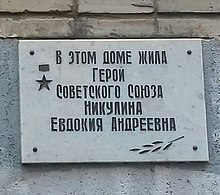 В ЭТОМ ДОМЕ ЖИЛА
ГЕРОЙ
СОВЕТСКОГО СОЮЗА
НИКУЛИНА
ЕВДОКИЯ АНДРЕЕВНА